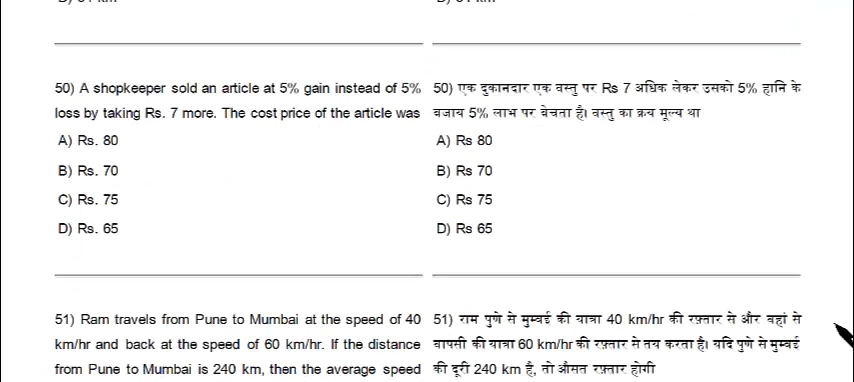 50) A shopkeeper sold an article at 5% gain instead of 5%
loss by taking Rs. 7 more. The cost price of the article was
A) Rs. 80
B) Rs. 70
C) Rs. 75
D) Rs. 65
50) एक दुकानदार एक वस्तु पर Rs 7 अधिक लेकर उसको 5% हानि के
बजाय 5% लाभ पर बेचता है। वस्तु का क्रय मूल्य था
A) Rs 80
B) Rs 70
C) Rs 75
D) Rs 65
51) Ram travels from Pune to Mumbai at the speed of 40
km/hr and back at the speed of 60 km/hr. If the distance
from Pune to Mumbai is 240 km, then the average speed
51) राम पुणे से मुम्बई की यात्रा 40 km/hr की रफ़्तार से और वहां से
वापसी की यात्रा 60 km/hr की रफ़्तार से तय करता है। यदि पुणे से मुम्बई
की दूरी 240 km है, तो औसत रफ़्तार होगी